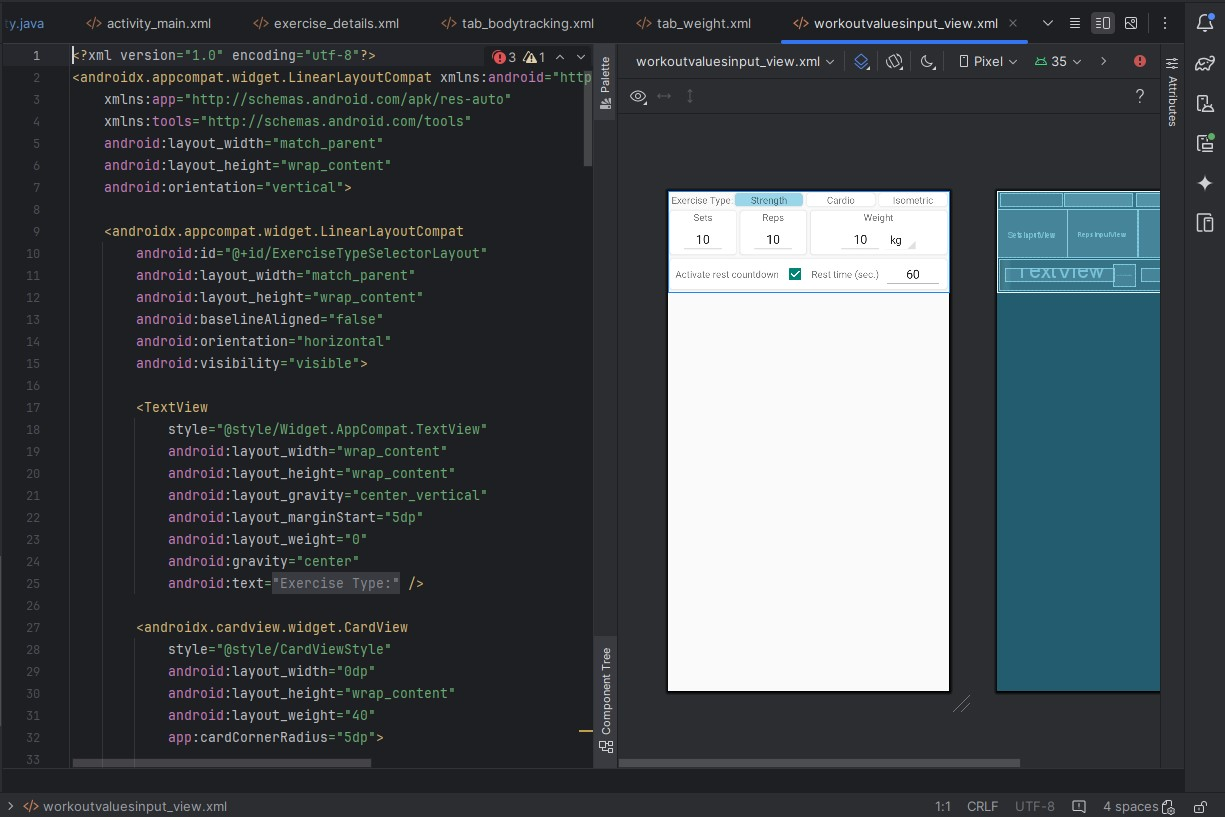 ty.java
activity_main.xml
exercise_details.xml
tab_bodytracking.xml
tab_weight.xml
workoutvaluesinput_view.xml
1 <?xml version="1.0" encoding="utf-8"?>
3 1
2 <androidx.appcompat.widget.LinearLayoutCompat xmlns:android="http
3 xmlns:app="http://schemas.android.com/apk/res-auto"
4 xmlns:tools="http://schemas.android.com/tools"
5 android:layout_width="match_parent"
6 android:layout_height="wrap_content"
7 android:orientation="vertical">
8
9 <androidx.appcompat.widget.LinearLayoutCompat
10 android:id="@+id/ExerciseTypeSelectorLayout"
11 android:layout_width="match_parent"
12 android:layout_height="wrap_content"
13 android:baselineAligned="false"
14 android:orientation="horizontal"
15 android:visibility="visible">
16
17 <TextView
18 style="@style/Widget.AppCompat.TextView"
19 android:layout_width="wrap_content"
20 android:layout_height="wrap_content"
21 android:layout_gravity="center_vertical"
22 android:layout_marginStart="5dp"
23 android:layout_weight="0"
24 android:gravity="center"
25 android:text="Exercise Type:" />
26
27 <androidx.cardview.widget.CardView
28 style="@style/CardViewStyle"
29 android:layout_width="0dp"
30 android:layout_height="wrap_content"
31 android:layout_weight="40"
32 app:cardCornerRadius="5dp">
33
Palette
Component Tree
workoutvaluesinput_view.xml
Pixel
35
?
Attributes
Exercise Type: Strength Cardio Isometric
Sets Reps Weight
10 10 10 kg
Activate rest countdown Rest time (sec.) 60
SetsInputView RepsInputView
TextView
workoutvaluesinput_view.xml
1:1 CRLF UTF-8 4 spaces